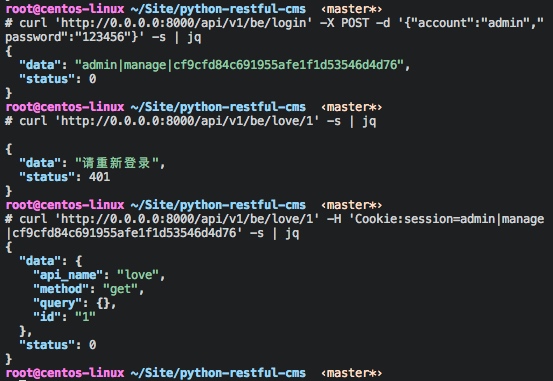 root@centos-linux ~/Site/python-restful-cms ‹master*›
# curl 'http://0.0.0.0:8000/api/v1/be/login' -X POST -d '{"account":"admin","
password":"123456"}' -s | jq
{
  "data": "admin|manage|cf9cfd84c691955afe1f1d53546d4d76",
  "status": 0
}
root@centos-linux ~/Site/python-restful-cms ‹master*›
# curl 'http://0.0.0.0:8000/api/v1/be/love/1' -s | jq
{
  "data": "请重新登录",
  "status": 401
}
root@centos-linux ~/Site/python-restful-cms ‹master*›
# curl 'http://0.0.0.0:8000/api/v1/be/love/1' -H 'Cookie:session=admin|manage
|cf9cfd84c691955afe1f1d53546d4d76' -s | jq
{
  "data": {
    "api_name": "love",
    "method": "get",
    "query": {},
    "id": "1"
  },
  "status": 0
}
root@centos-linux ~/Site/python-restful-cms ‹master*›